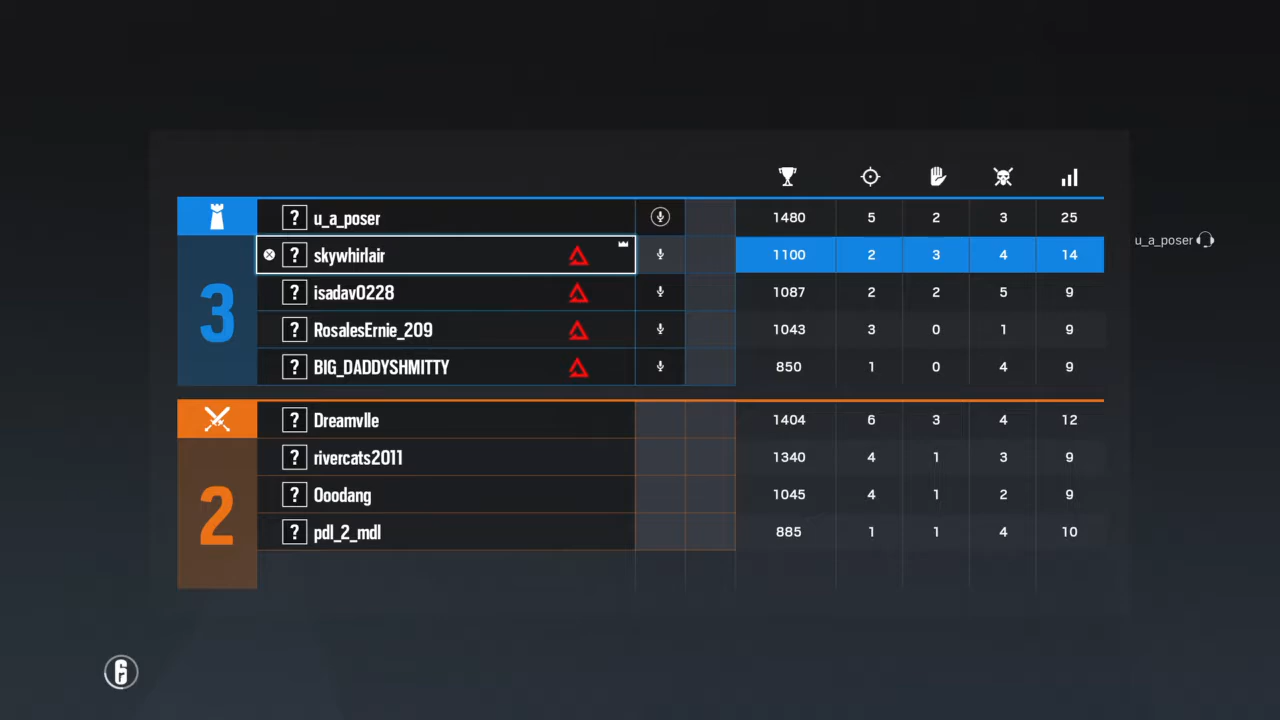 ? u_a_poser 1480 5 2 3 25
u_a_poser
? skywhirlair 1100 2 3 4 14
3
? isadav0228 1087 2 2 5 9
? RosalesErnie_209 1043 3 0 1 9
? BIG_DADDYSHMITTY 850 1 0 4 9
? Dreamvlle 1404 6 3 4 12
? rivercats2011 1340 4 1 3 9
2
? Ooodang 1045 4 1 2 9
? pdl_2_mdl 885 1 1 4 10
6